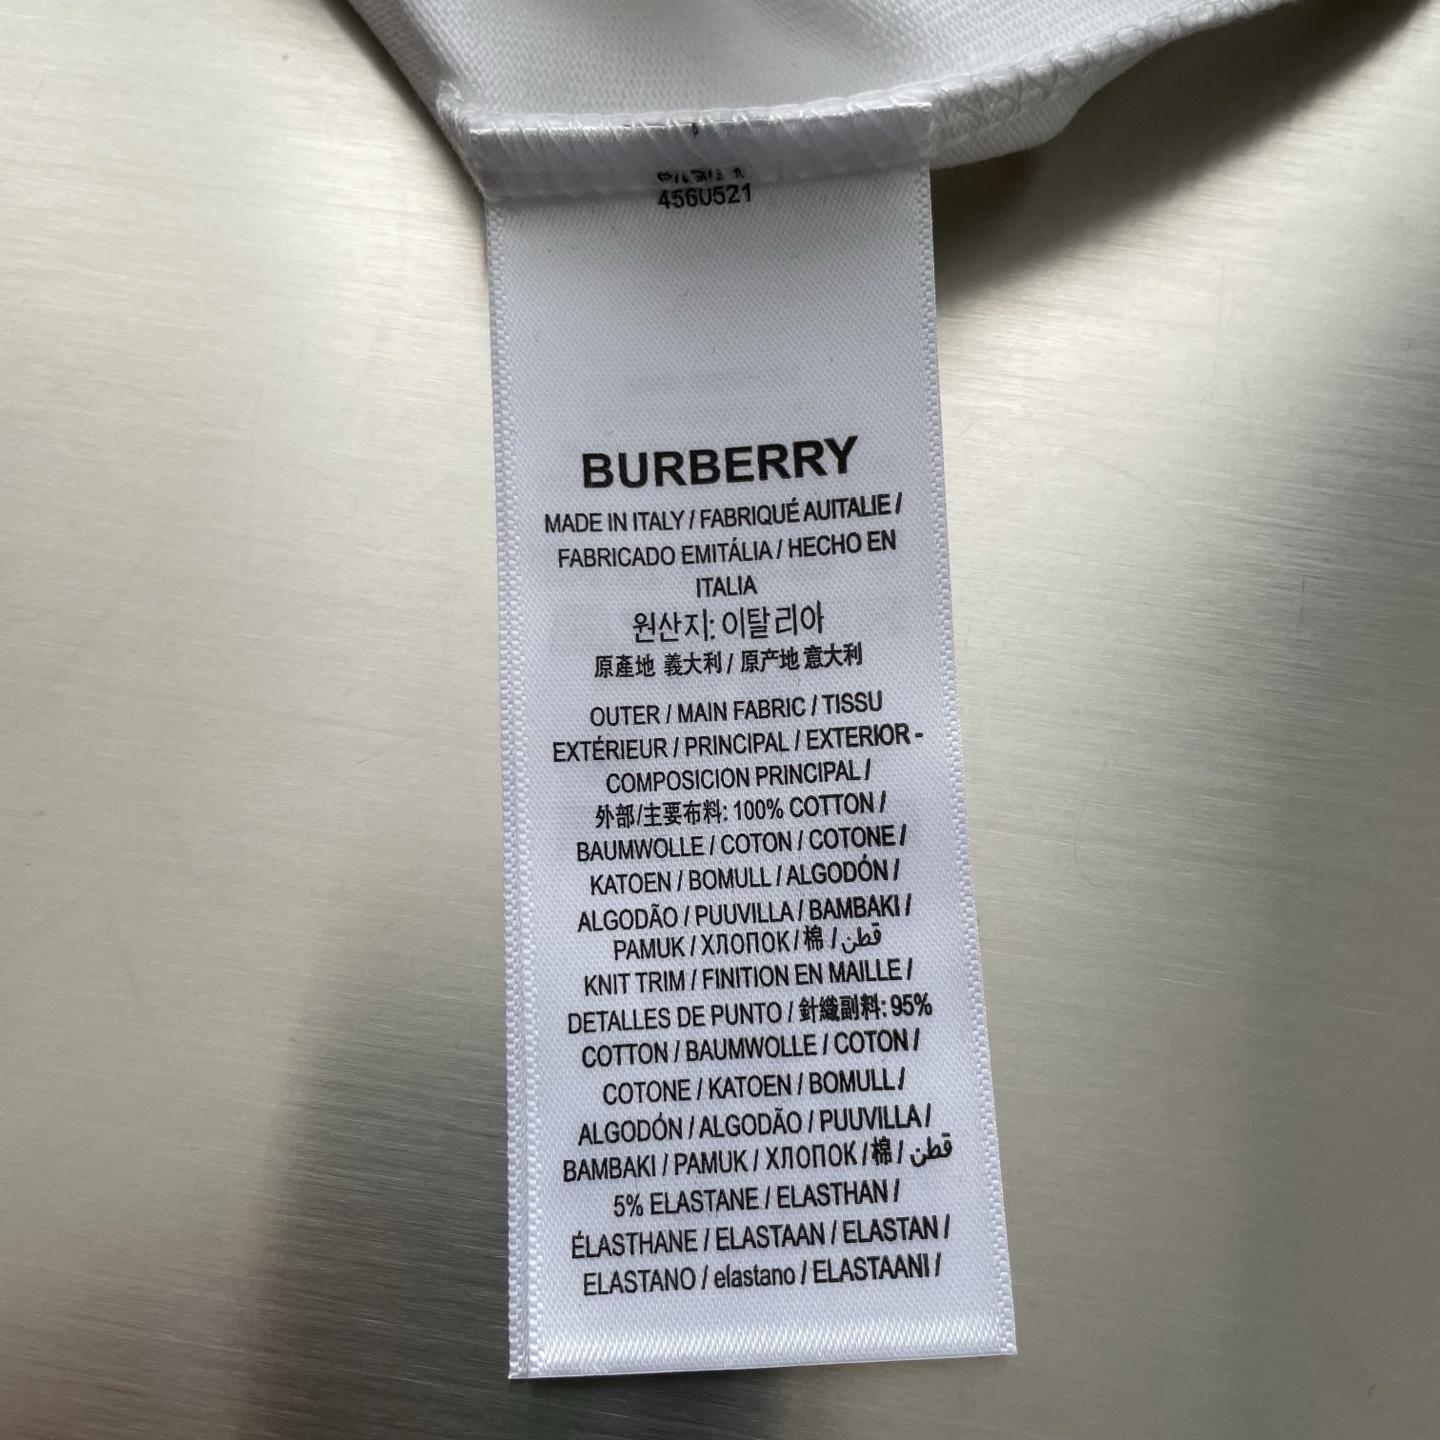 4560521
BURBERRY
MADE IN ITALY / FABRIQUÉ AUITALIE /
FABRICADO EMITÁLIA / HECHO EN
ITALIA
원산지: 이탈리아
原產地 義大利 / 原产地 意大利
OUTER / MAIN FABRIC / TISSU
EXTÉRIEUR / PRINCIPAL / EXTERIOR -
COMPOSICIÓN PRINCIPAL /
外部/主要布料: 100% COTTON /
BAUMWOLLE / COTON / COTONE /
KATOEN / BOMULL / ALGODÓN /
ALGODÃO / PUUVILLA / BAMBAKI /
PAMUK / ХЛОПОК / 棉 / قطن
KNIT TRIM / FINITION EN MAILLE /
DETALLES DE PUNTO / 針織副料: 95%
COTTON / BAUMWOLLE / COTON /
COTONE / KATOEN / BOMULL /
ALGODÓN / ALGODÃO / PUUVILLA /
BAMBAKI / PAMUK / ХЛОПОК / 棉 / قطن
5% ELASTANE / ELASTHAN /
ÉLASTHANE / ELASTAAN / ELASTAN /
ELASTANO / elastano / ELASTAANI /